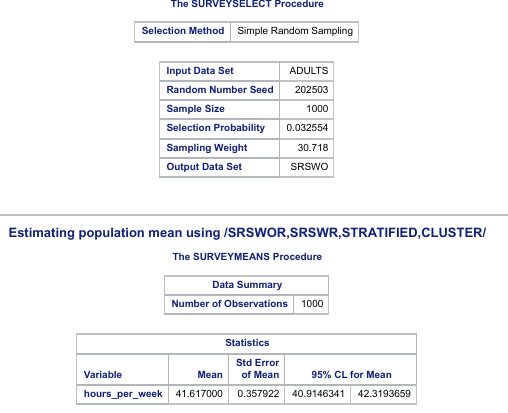 The SURVEYSELECT Procedure
Selection Method Simple Random Sampling
Input Data Set ADULTS
Random Number Seed 202503
Sample Size 1000
Selection Probability 0.032554
Sampling Weight 30.718
Output Data Set SRSWO
Estimating population mean using /SRSWOR,SRSWR,STRATIFIED,CLUSTER/
The SURVEYMEANS Procedure
Data Summary
Number of Observations 1000
Statistics
Variable Mean Std Error of Mean 95% CL for Mean
hours_per_week 41.617000 0.357922 40.9146341 42.3193659